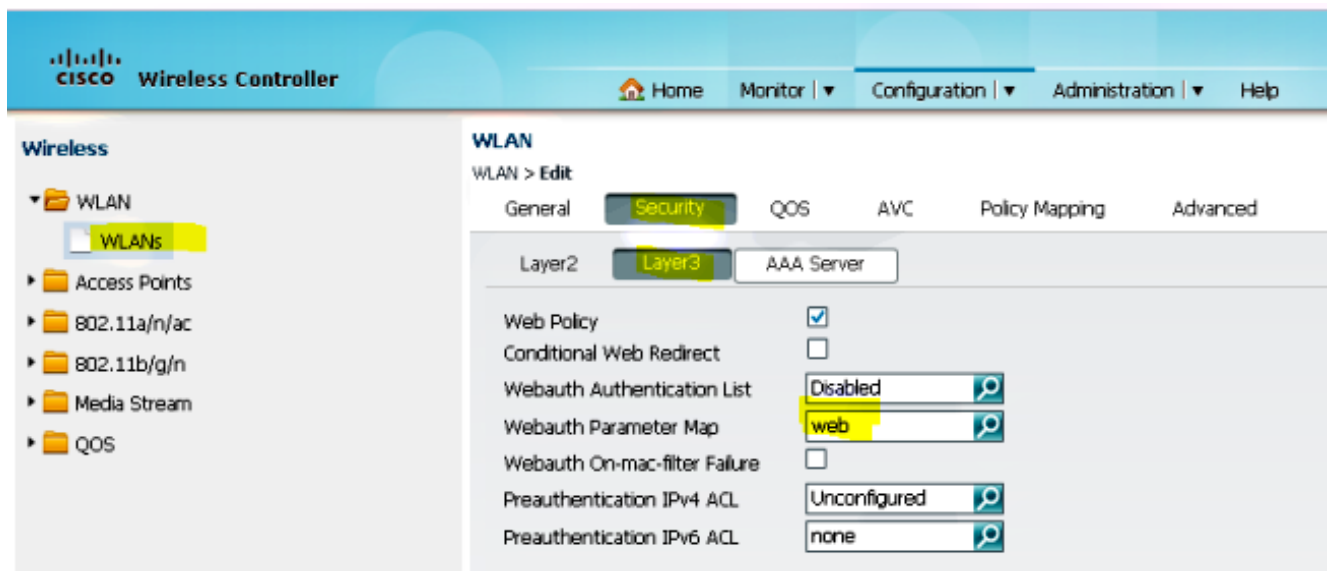 CISCO Wireless Controller
Home Monitor Configuration Administration Help
Wireless
WLAN
WLANs
Access Points
802.11a/n/ac
802.11b/g/n
Media Stream
QOS
WLAN
WLAN > Edit
General Security QOS AVC Policy Mapping Advanced
Layer2 Layer3 AAA Server
Web Policy
Conditional Web Redirect
Webauth Authentication List Disabled
Webauth Parameter Map web
Webauth On-mac-filter Failure
Preauthentication IPv4 ACL Unconfigured
Preauthentication IPv6 ACL none